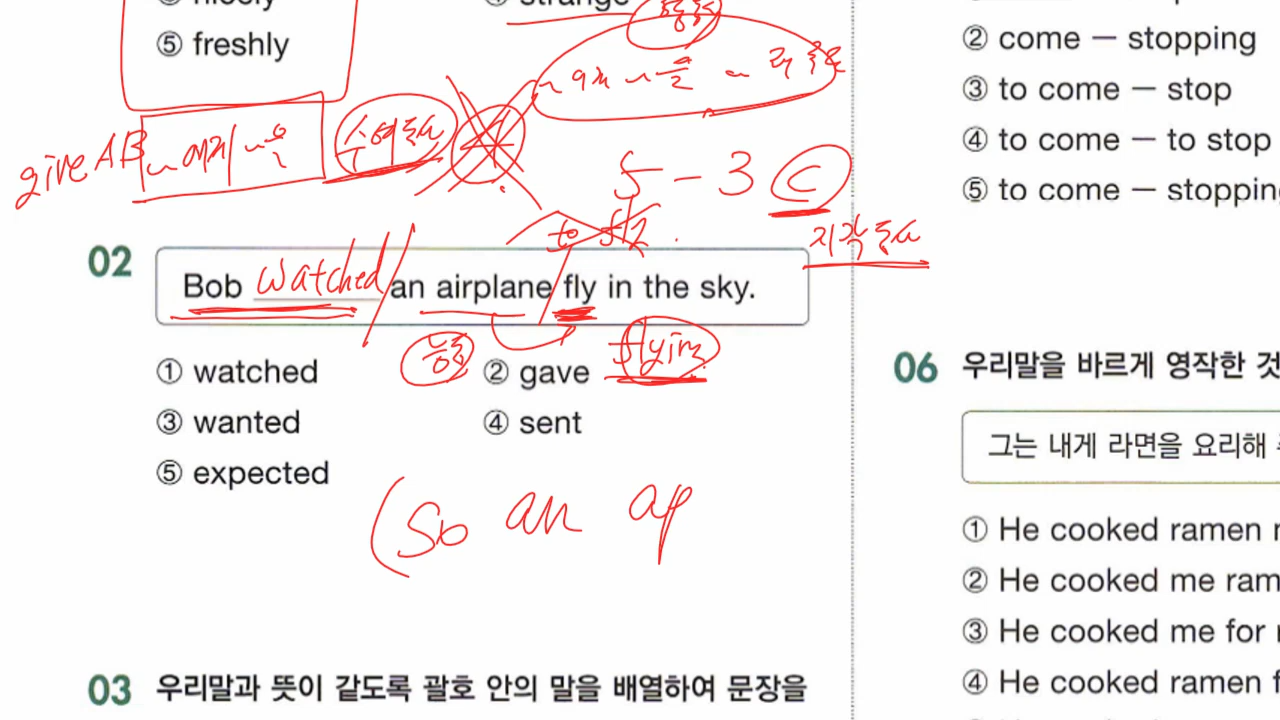 strange
⑤ freshly
give AB
~에게 ~을
수여동사
4
5 - 3 C
지각동사
to fly
02
Bob watched an airplane fly in the sky.
① watched
능동
② gave
flying
③ wanted
④ sent
⑤ expected
(So an ap
03 우리말과 뜻이 같도록 괄호 안의 말을 배열하여 문장을
② come — stopping
③ to come — stop
④ to come — to stop
⑤ to come — stopping
06 우리말을 바르게 영작한 것
그는 내게 라면을 요리해
① He cooked ramen
② He cooked me ram
③ He cooked me for
④ He cooked ramen f